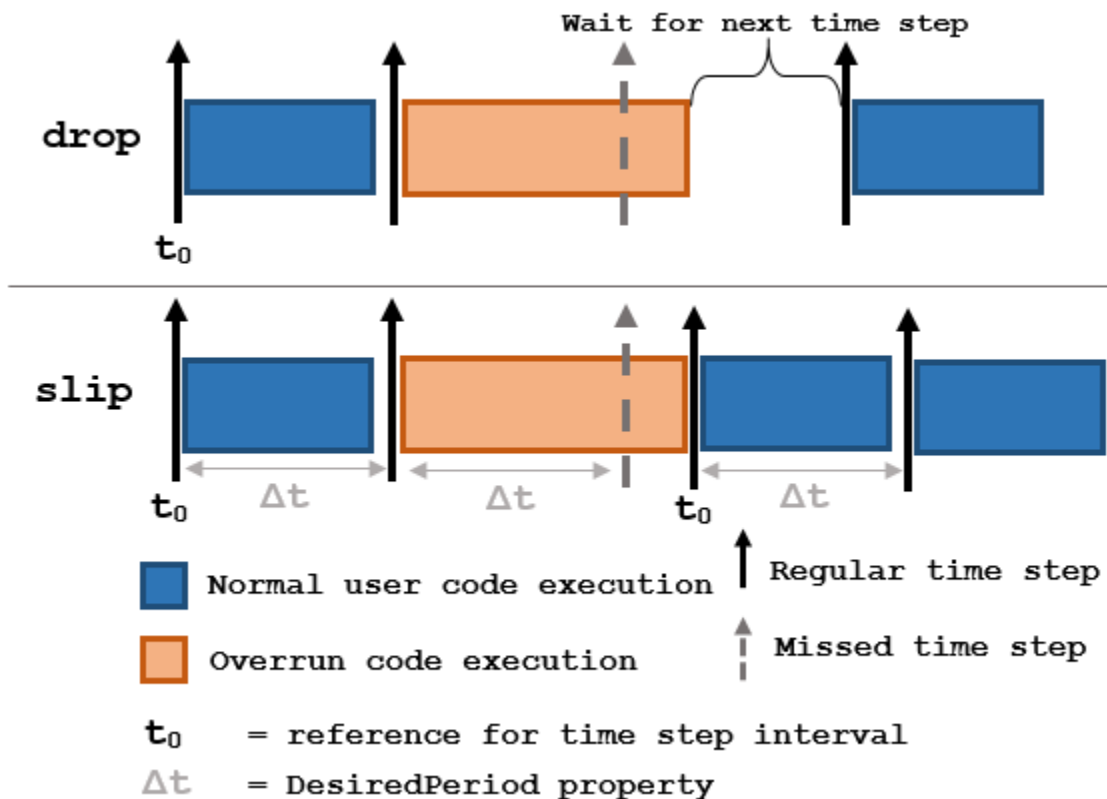 Wait for next time step
drop
t₀
slip
Δt
Δt
Δt
t₀
t₀
Normal user code execution
Regular time step
Overrun code execution
Missed time step
t₀ = reference for time step interval
Δt = DesiredPeriod property